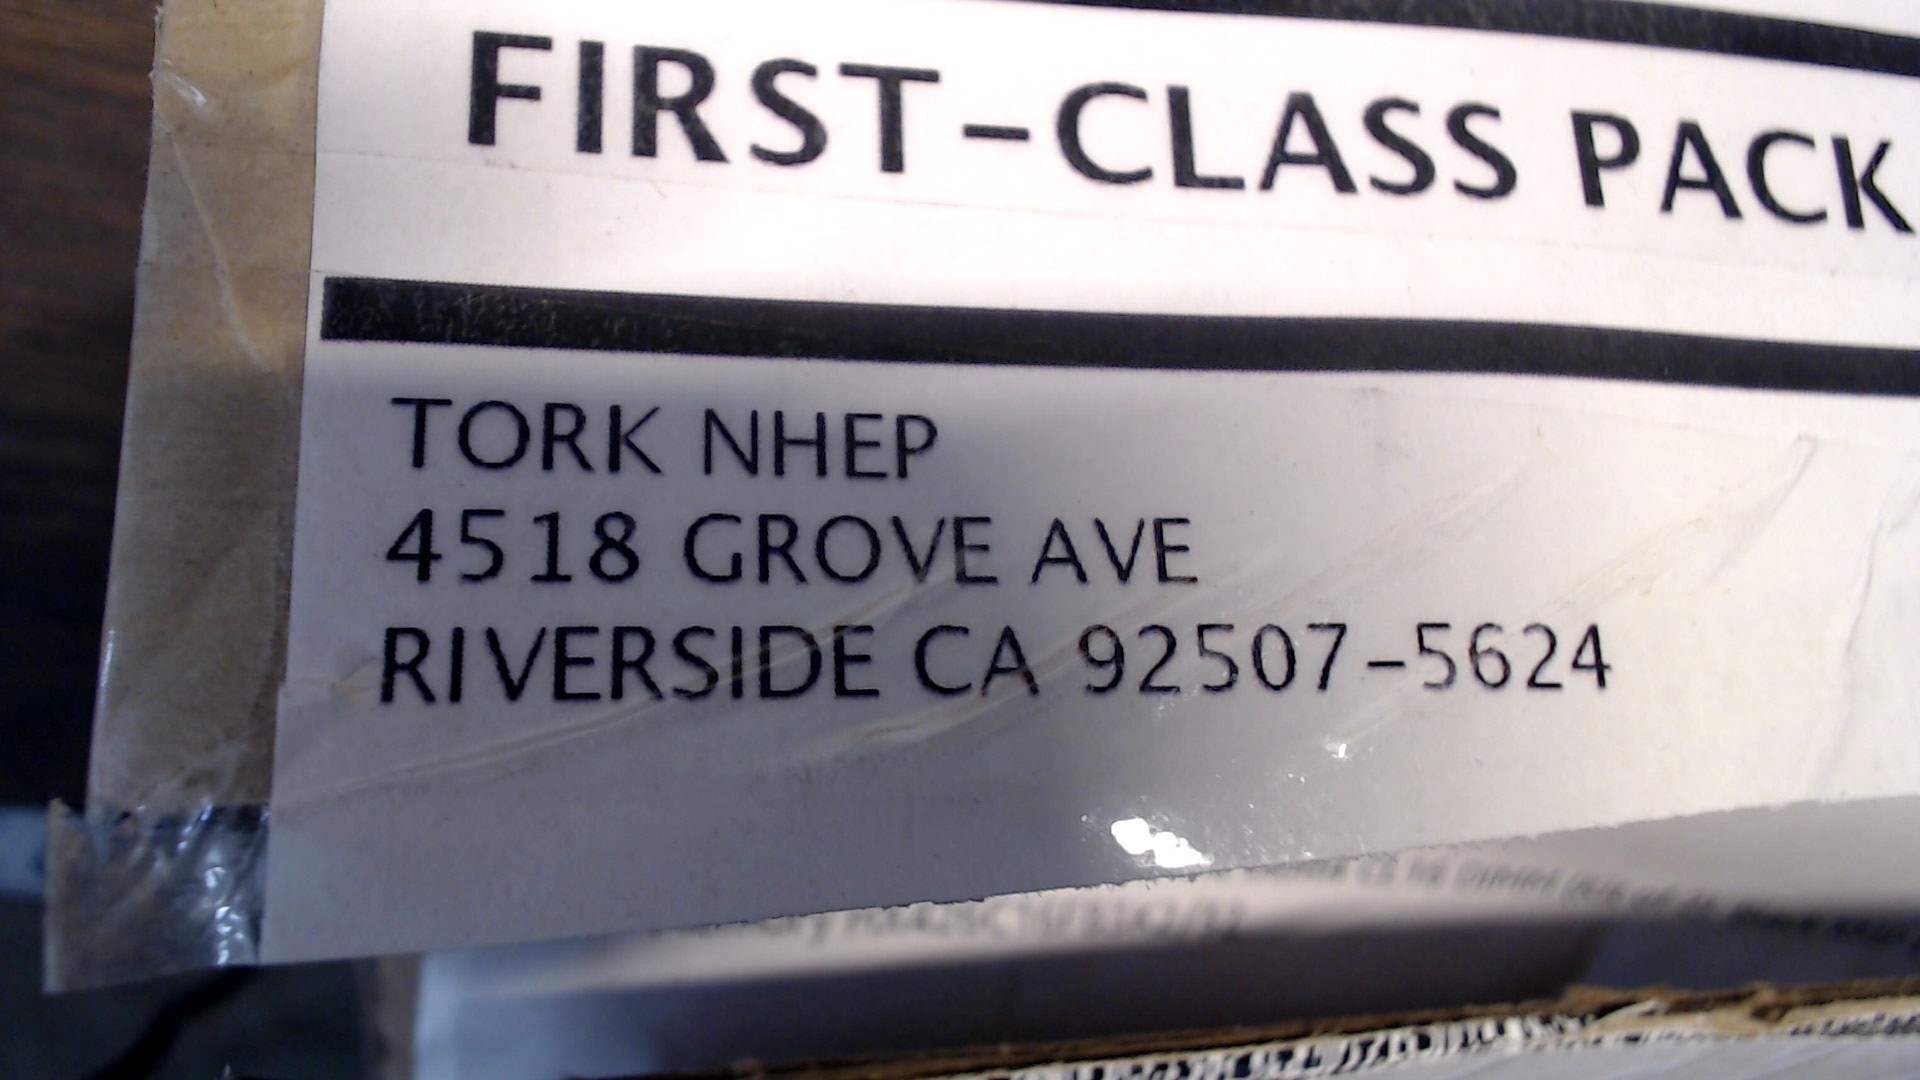 FIRST-CLASS PACK
TORK NHEP
4518 GROVE AVE
RIVERSIDE CA 92507-5624